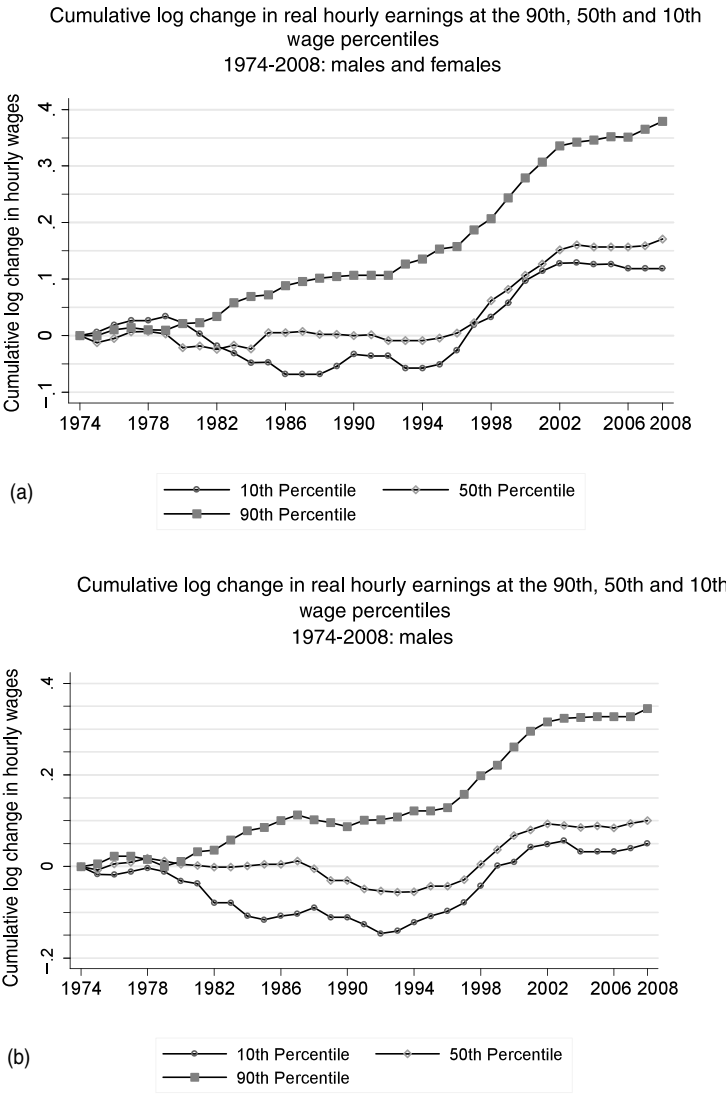 Cumulative log change in real hourly earnings at the 90th, 50th and 10th
wage percentiles
1974-2008: males and females
Cumulative log change in hourly wages
.4
.3
.2
.1
0
-.1
1974 1978 1982 1986 1990 1994 1998 2002 2006 2008
(a)
10th Percentile 50th Percentile
90th Percentile
Cumulative log change in real hourly earnings at the 90th, 50th and 10th
wage percentiles
1974-2008: males
Cumulative log change in hourly wages
.4
.2
0
-.2
1974 1978 1982 1986 1990 1994 1998 2002 2006 2008
(b)
10th Percentile 50th Percentile
90th Percentile